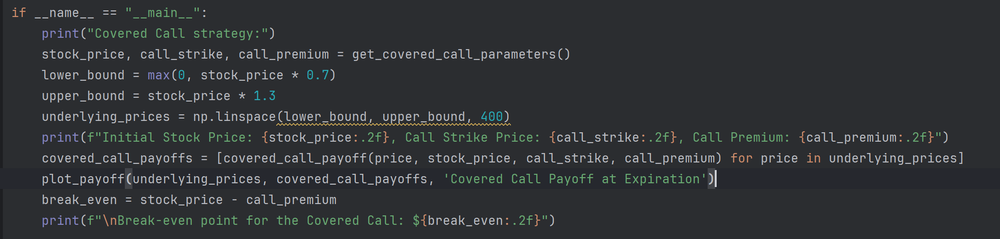 if __name__ == "__main__":
    print("Covered Call strategy:")
    stock_price, call_strike, call_premium = get_covered_call_parameters()
    lower_bound = max(0, stock_price * 0.7)
    upper_bound = stock_price * 1.3
    underlying_prices = np.linspace(lower_bound, upper_bound, 400)
    print(f"Initial Stock Price: {stock_price:.2f}, Call Strike Price: {call_strike:.2f}, Call Premium: {call_premium:.2f}")
    covered_call_payoffs = [covered_call_payoff(price, stock_price, call_strike, call_premium) for price in underlying_prices]
    plot_payoff(underlying_prices, covered_call_payoffs, 'Covered Call Payoff at Expiration')
    break_even = stock_price - call_premium
    print(f"\nBreak-even point for the Covered Call: ${break_even:.2f}")